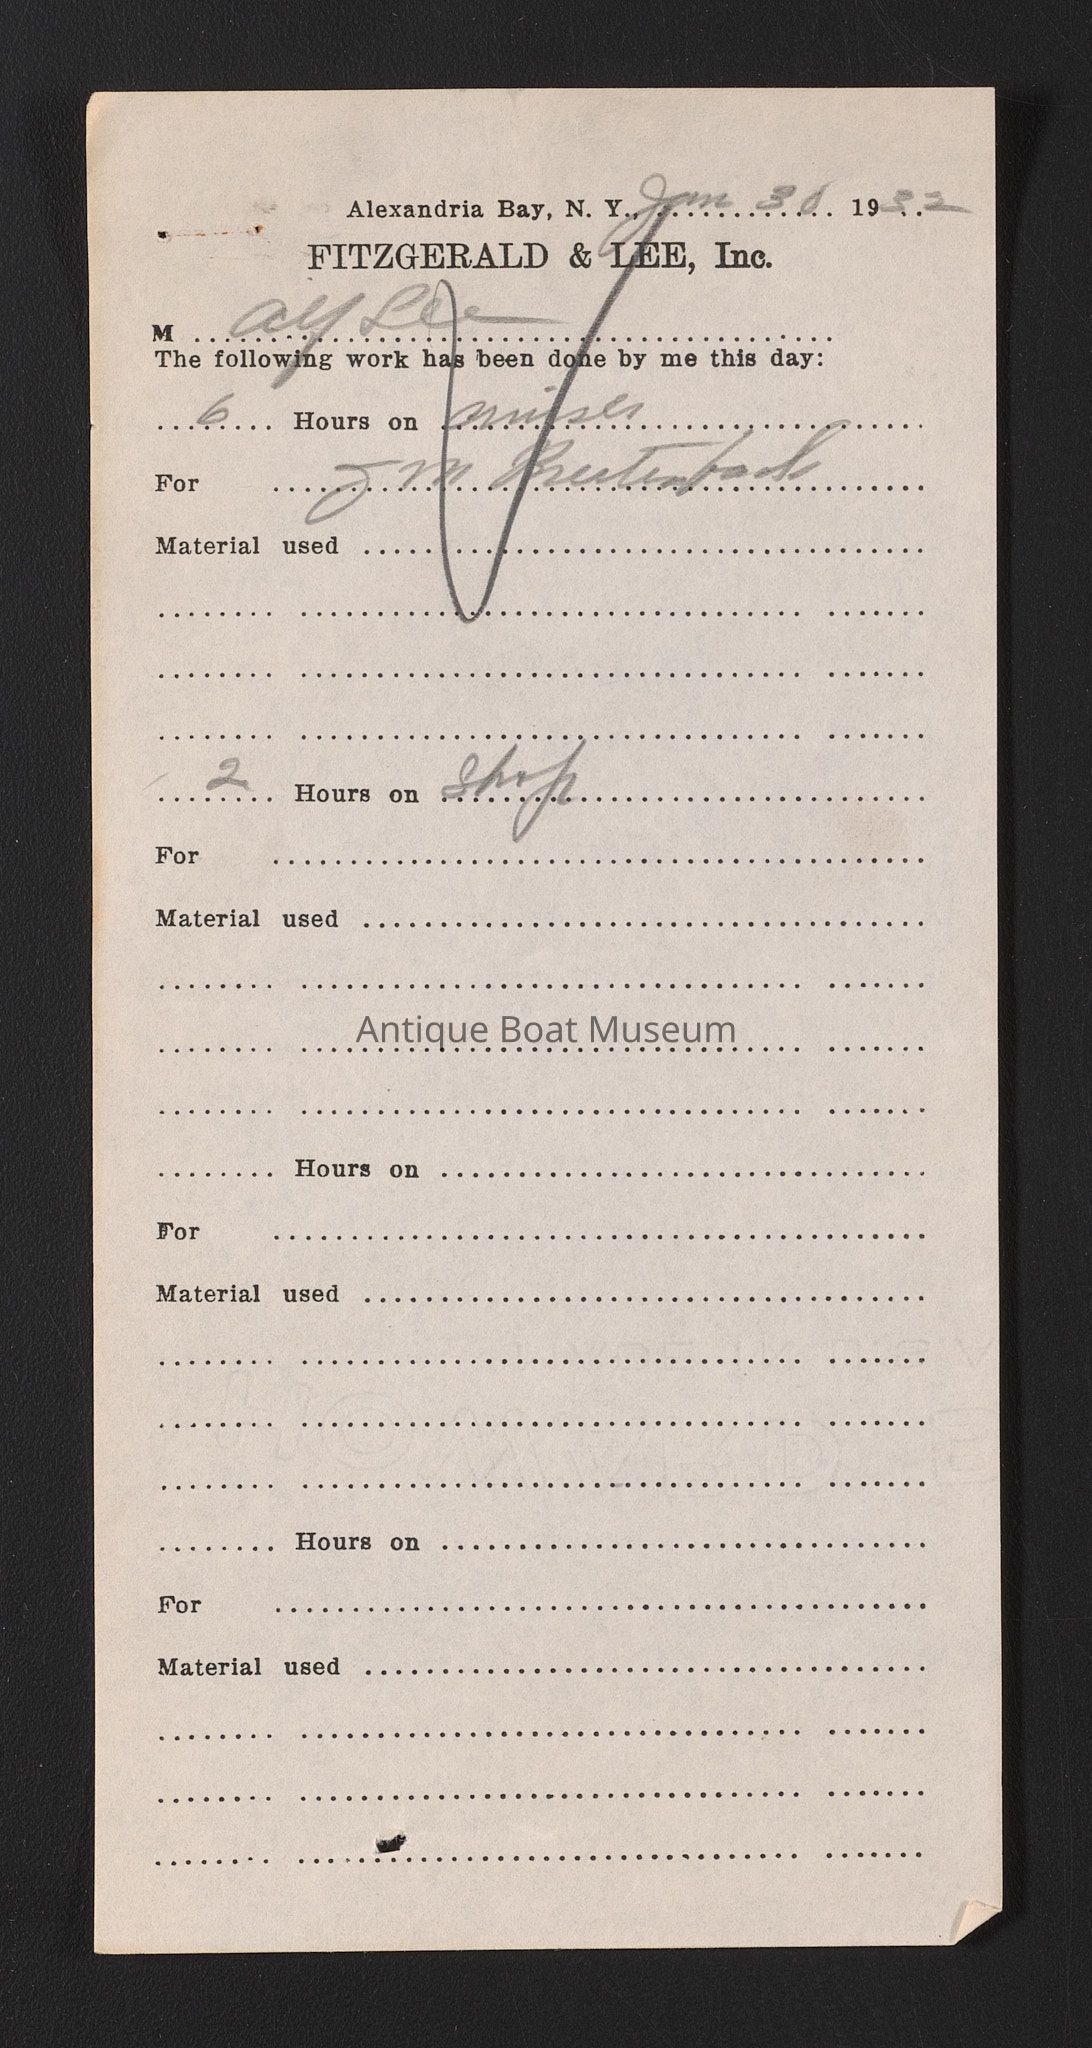 Alexandria Bay, N. Y., Jan 30 1932
FITZGERALD & LEE, Inc.
M Alf Lee
The following work has been done by me this day:
6 Hours on
For J M
Material used
2 Hours on Shop
For
Material used
Antique Boat Museum
Hours on
For
Material used
Hours on
For
Material used